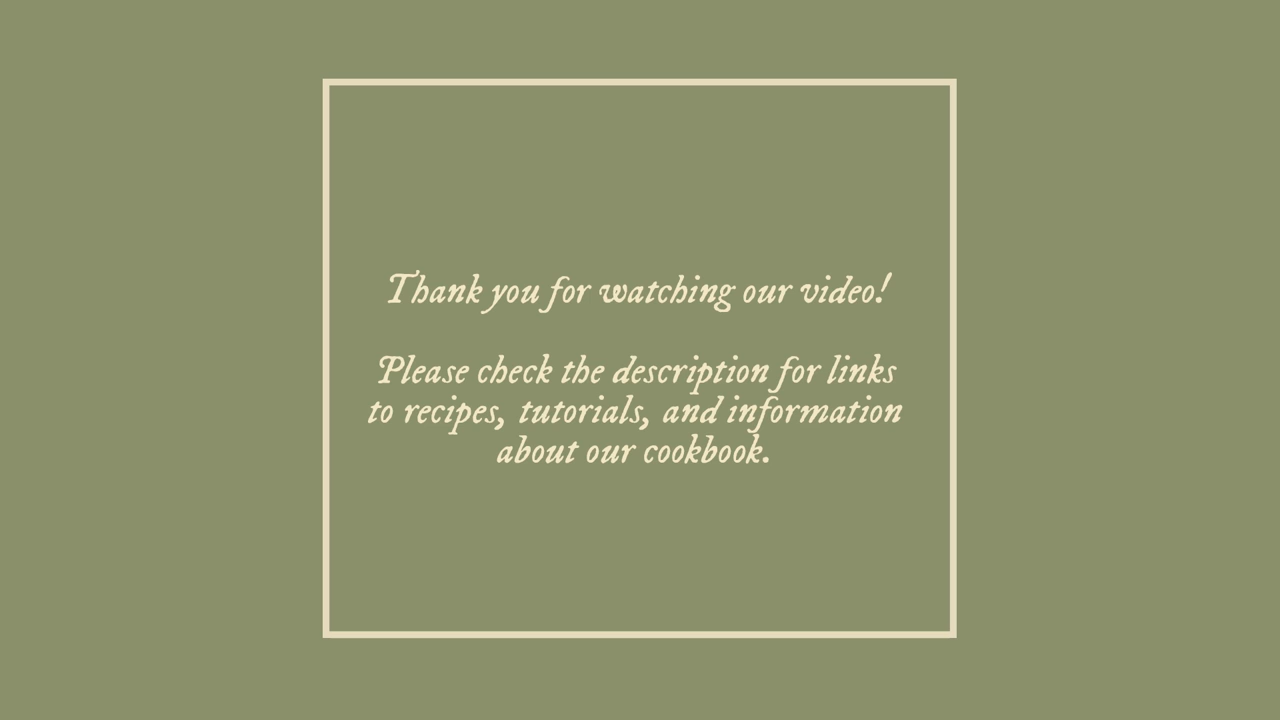 Thank you for watching our video!
Please check the description for links
to recipes, tutorials, and information
about our cookbook.